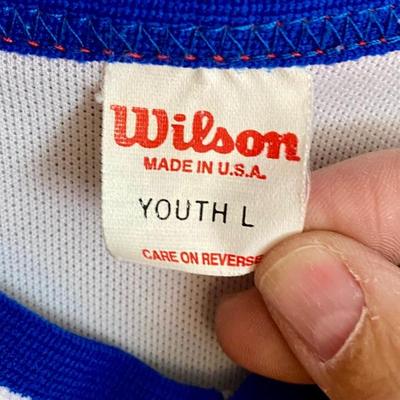 Wilson
MADE IN U.S.A.
YOUTH L
CARE ON REVERSE